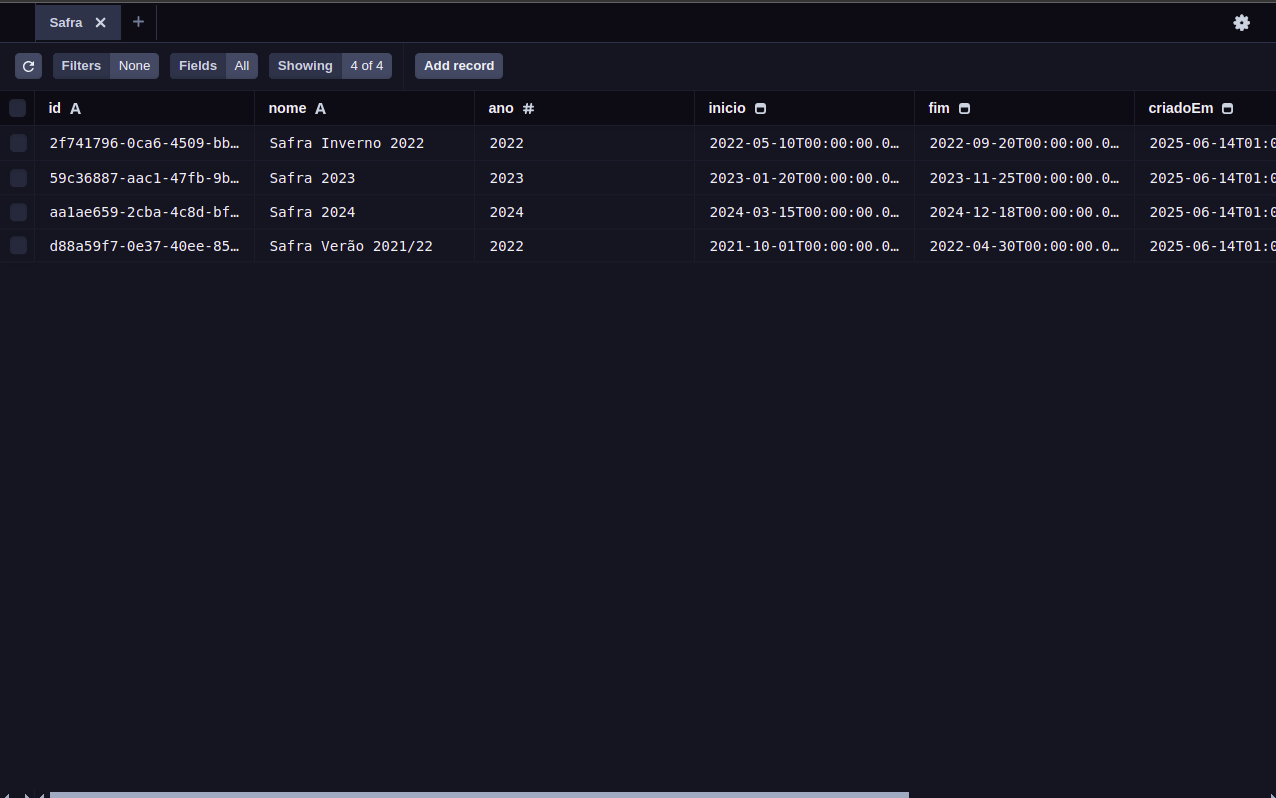 Safra
Filters None Fields All Showing 4 of 4 Add record
id nome ano inicio fim criadoEm
2f741796-0ca6-4509-bb… Safra Inverno 2022 2022 2022-05-10T00:00:00.0… 2022-09-20T00:00:00.0… 2025-06-14T01:0
59c36887-aac1-47fb-9b… Safra 2023 2023 2023-01-20T00:00:00.0… 2023-11-25T00:00:00.0… 2025-06-14T01:0
aa1ae659-2cba-4c8d-bf… Safra 2024 2024 2024-03-15T00:00:00.0… 2024-12-18T00:00:00.0… 2025-06-14T01:0
d88a59f7-0e37-40ee-85… Safra Verão 2021/22 2022 2021-10-01T00:00:00.0… 2022-04-30T00:00:00.0… 2025-06-14T01:0